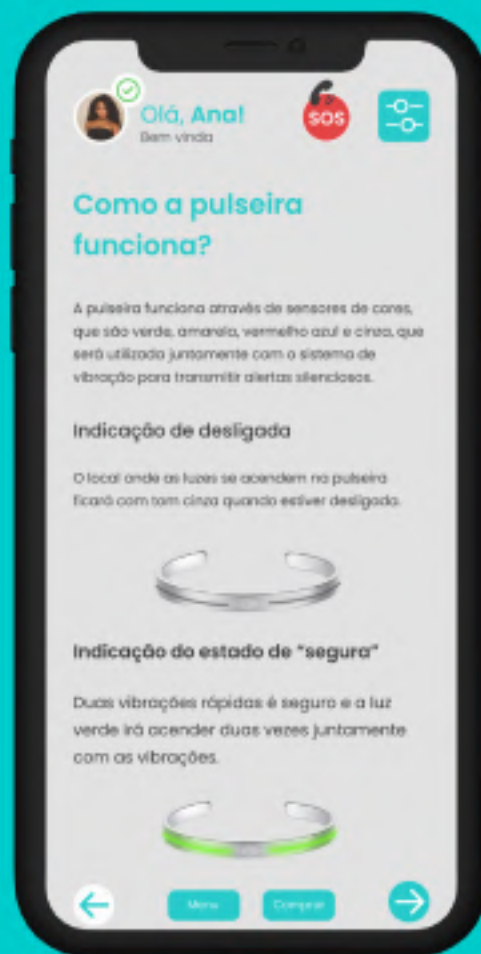 Olá, Ana!
Bem vinda
SOS
Como a pulseira
funciona?
A pulseira funciona através de sensores de cores,
que são verde, amarela, vermelho azul e cinza, que
será utilizada juntamente com o sistema de
vibração para transmitir alertas silenciosos.
Indicação de desligada
O local onde as luzes se acendem na pulseira
ficará com tom cinza quando estiver desligada.
Indicação do estado de "segura"
Duas vibrações rápidas é seguro e a luz
verde irá acender duas vezes juntamente
com as vibrações.
Menu
Comprar